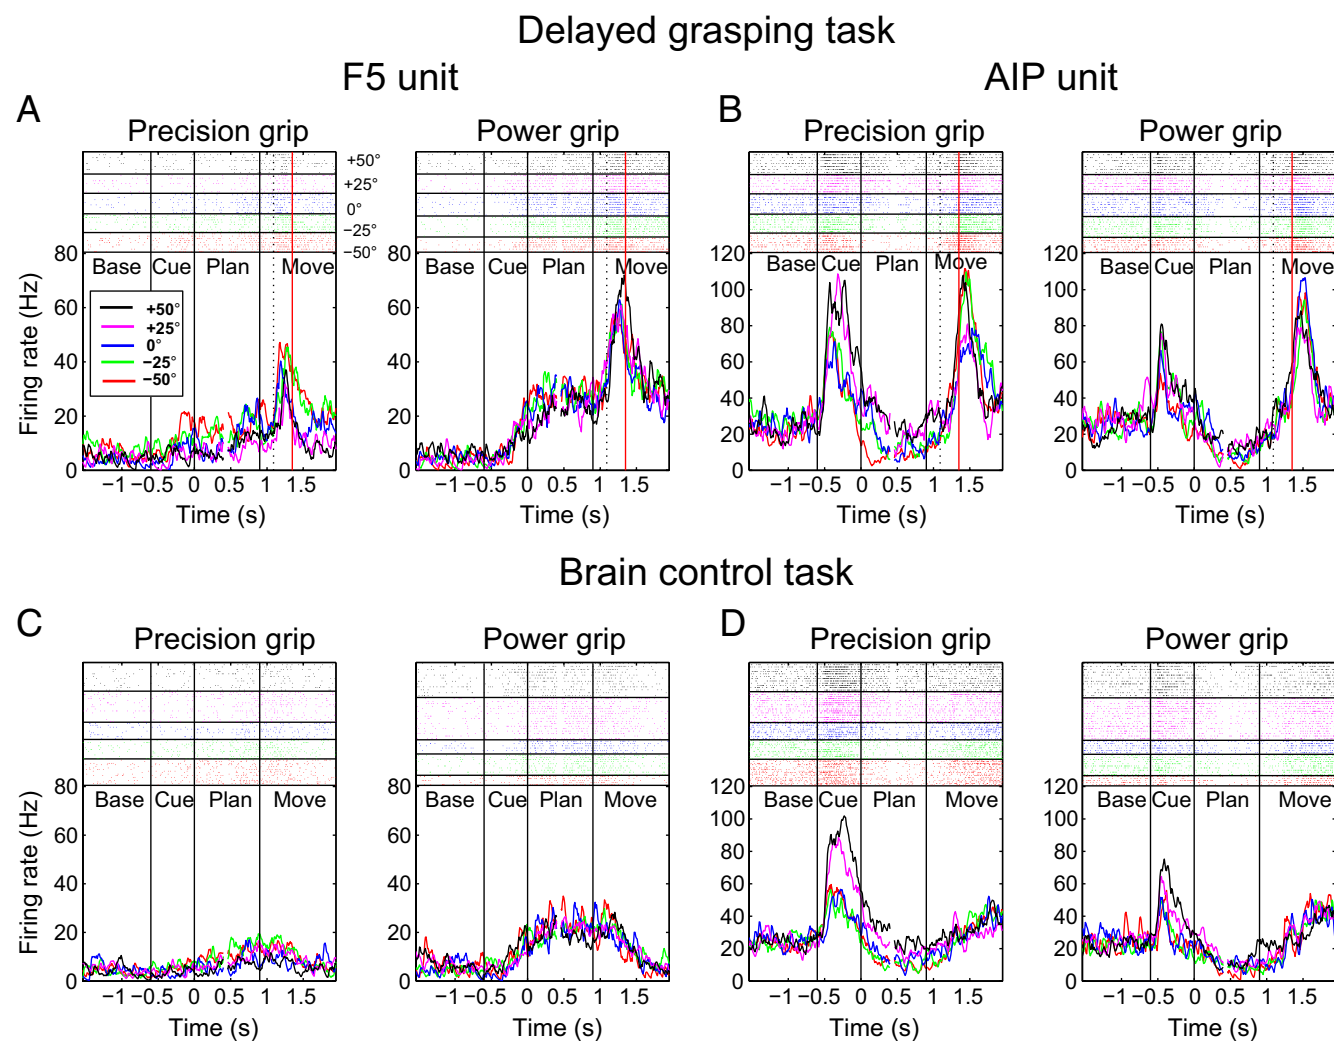 Delayed grasping task
F5 unit
AIP unit
A
Precision grip
Power grip
B
Precision grip
Power grip
+50°
+25°
0°
−25°
−50°
80
60
40
20
0
Firing rate (Hz)
Base Cue Plan Move
+50°
+25°
0°
−25°
−50°
−1 −0.5 0 0.5 1 1.5
Time (s)
80
60
40
20
0
Base Cue Plan Move
−1 −0.5 0 0.5 1 1.5
Time (s)
120
100
80
60
40
20
0
Base Cue Plan Move
−1 −0.5 0 0.5 1 1.5
Time (s)
120
100
80
60
40
20
0
Base Cue Plan Move
−1 −0.5 0 0.5 1 1.5
Time (s)
Brain control task
C
Precision grip
Power grip
D
Precision grip
Power grip
80
60
40
20
0
Firing rate (Hz)
Base Cue Plan Move
−1 −0.5 0 0.5 1 1.5
Time (s)
80
60
40
20
0
Base Cue Plan Move
−1 −0.5 0 0.5 1 1.5
Time (s)
120
100
80
60
40
20
0
Base Cue Plan Move
−1 −0.5 0 0.5 1 1.5
Time (s)
120
100
80
60
40
20
0
Base Cue Plan Move
−1 −0.5 0 0.5 1 1.5
Time (s)